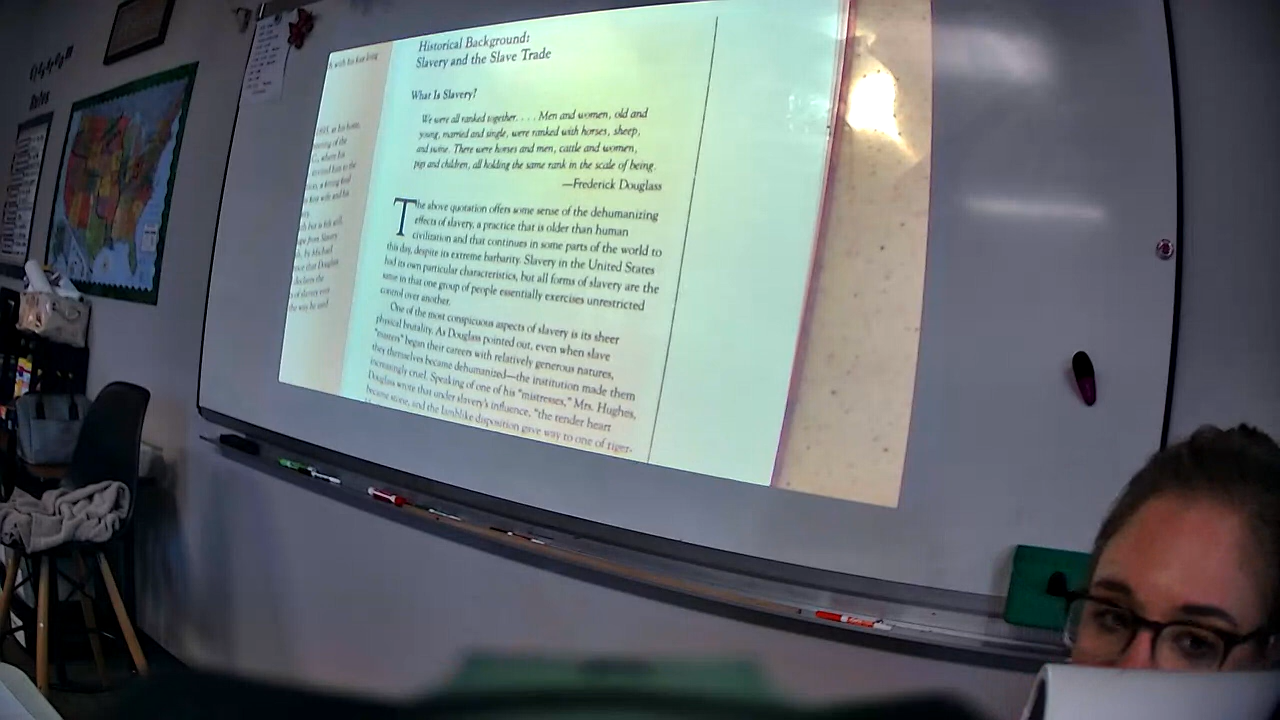 Rules
Historical Background:
Slavery and the Slave Trade
What Is Slavery?
We were all ranked together. . . . Men and women, old and
young, married and single, were ranked with horses, sheep,
and swine. There were horses and men, cattle and women,
pigs and children, all holding the same rank in the scale of being.
—Frederick Douglass
The above quotation offers some sense of the dehumanizing
effects of slavery, a practice that is older than human
civilization and that continues in some parts of the world to
this day, despite its extreme barbarity. Slavery in the United States
had its own particular characteristics, but all forms of slavery are the
same in that one group of people essentially exercises unrestricted
control over another.
One of the most conspicuous aspects of slavery is its sheer
physical brutality. As Douglass pointed out, even when slave
"masters" began their careers with relatively generous natures,
they themselves became dehumanized—the institution made them
increasingly cruel. Speaking of one of his "mistresses," Mrs. Hughes,
Douglass wrote that under slavery's influence, "the tender heart
became stone, and the lamblike disposition gave way to one of tiger-